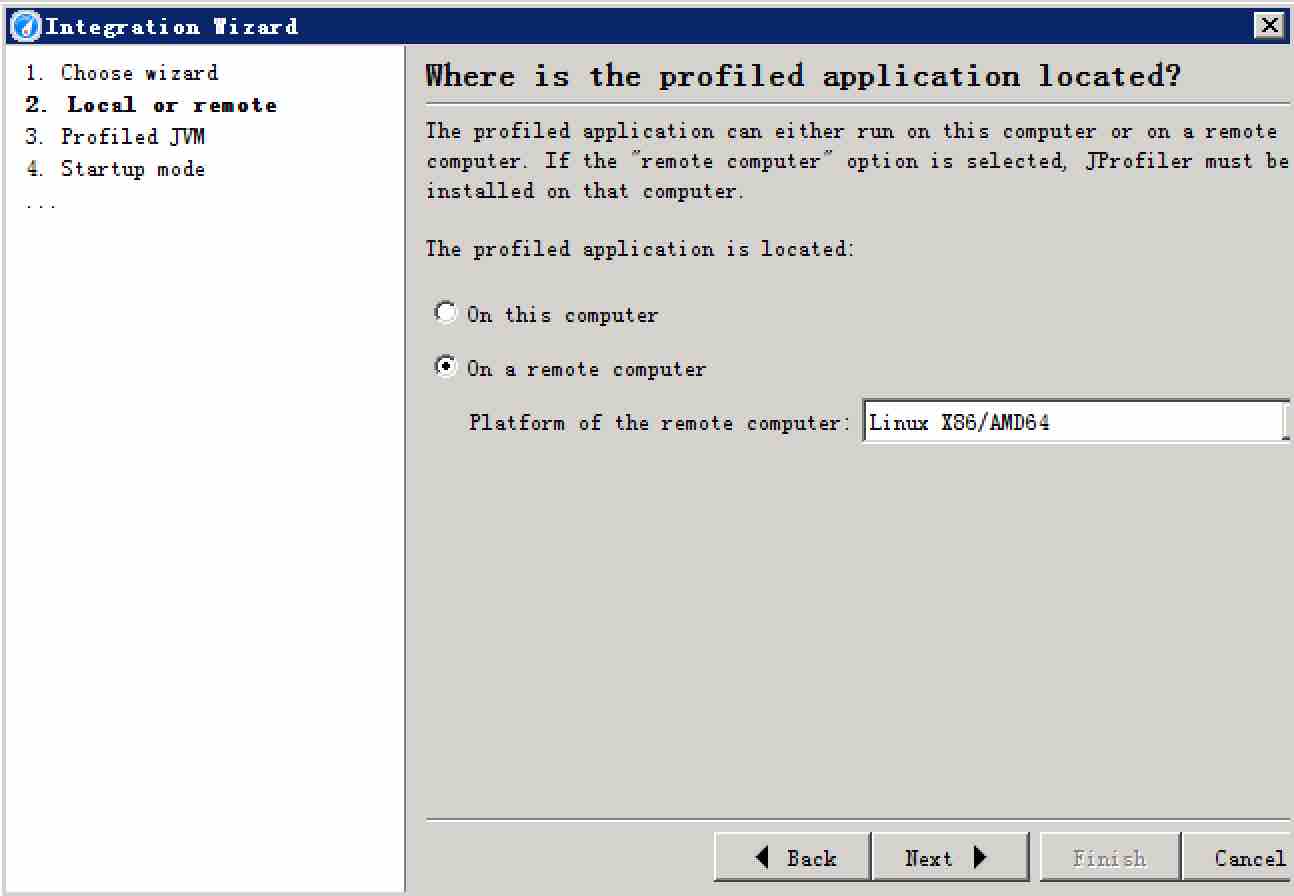 Integration Wizard
1. Choose wizard
2. Local or remote
3. Profiled JVM
4. Startup mode
...
Where is the profiled application located?
The profiled application can either run on this computer or on a remote
computer. If the "remote computer" option is selected, JProfiler must be
installed on that computer.
The profiled application is located:
On this computer
On a remote computer
Platform of the remote computer: Linux X86/AMD64
Back Next Finish Cancel